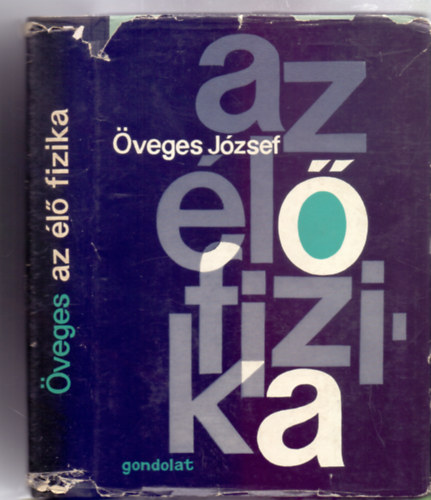 Öveges az élő fizika
az
Öveges József
élő
fizi-
ka
gondolat